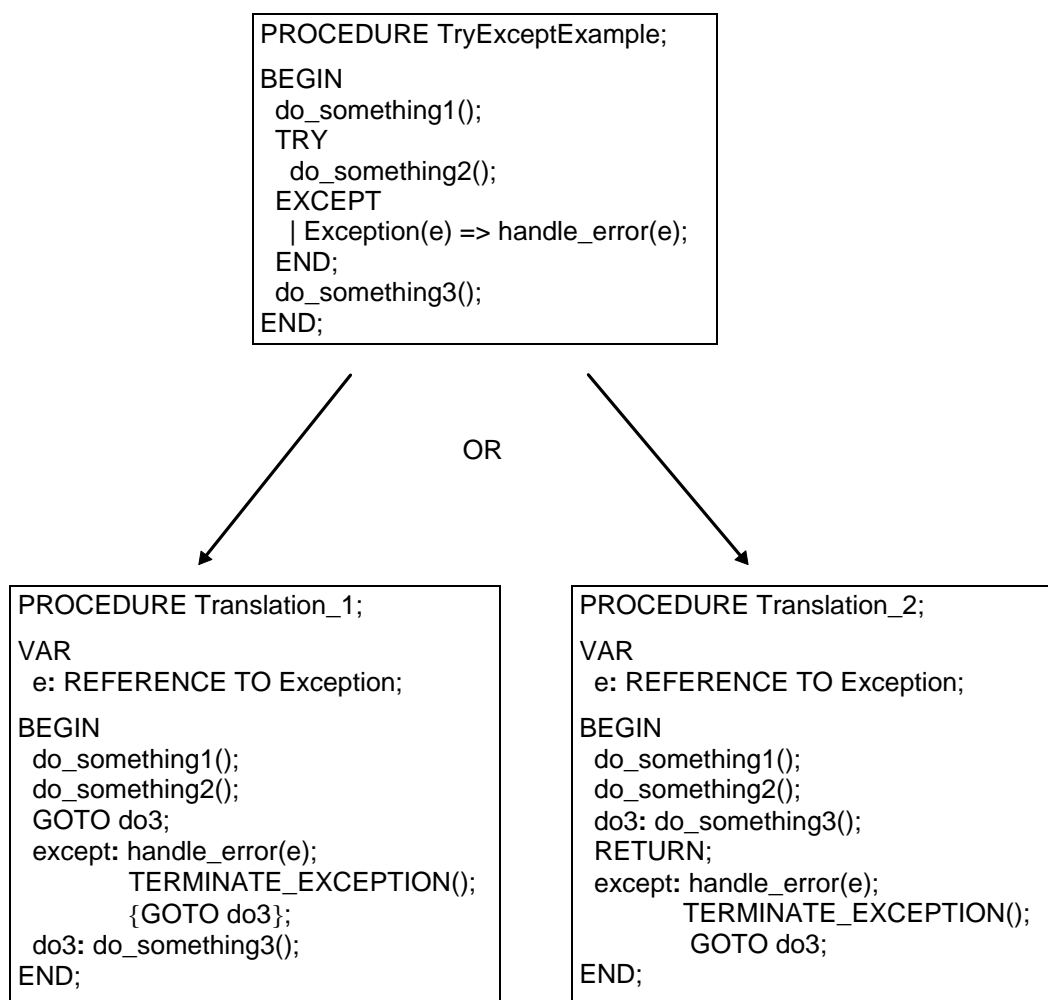 PROCEDURE TryExceptExample;
BEGIN
do_something1();
TRY
do_something2();
EXCEPT
| Exception(e) => handle_error(e);
END;
do_something3();
END;
OR
PROCEDURE Translation_1;
VAR
e: REFERENCE TO Exception;
BEGIN
do_something1();
do_something2();
GOTO do3;
except: handle_error(e);
TERMINATE_EXCEPTION();
{GOTO do3};
do3: do_something3();
END;
PROCEDURE Translation_2;
VAR
e: REFERENCE TO Exception;
BEGIN
do_something1();
do_something2();
do3: do_something3();
RETURN;
except: handle_error(e);
TERMINATE_EXCEPTION();
GOTO do3;
END;